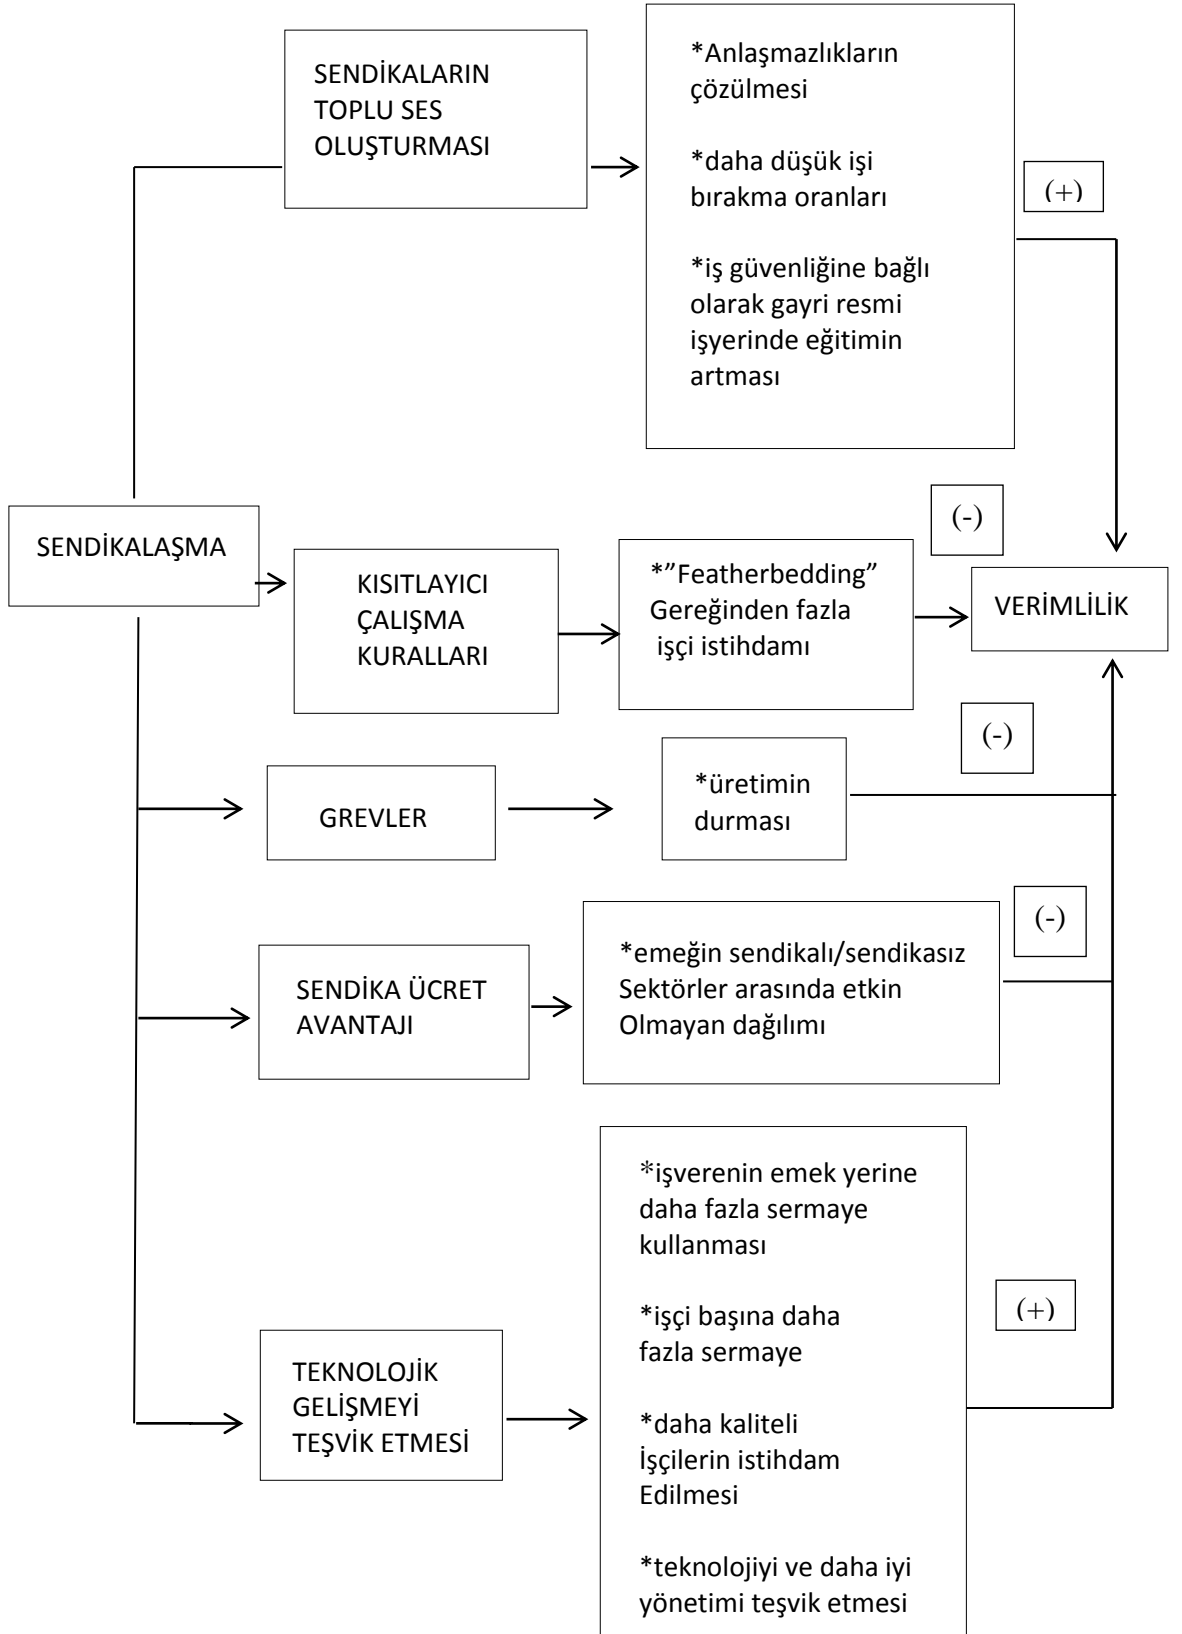 SENDİKALARIN
TOPLU SES
OLUŞTURMASI
*Anlaşmazlıkların
çözülmesi
*daha düşük işi
bırakma oranları
*iş güvenliğine bağlı
olarak gayri resmi
işyerinde eğitimin
artması
(+)
SENDİKALAŞMA
KISITLAYICI
ÇALIŞMA
KURALLARI
*”Featherbedding”
Gereğinden fazla
işçi istihdamı
(-)
VERİMLİLİK
GREVLER
*üretimin
durması
(-)
SENDİKA ÜCRET
AVANTAJI
*emeğin sendikalı/sendikasız
Sektörler arasında etkin
Olmayan dağılımı
(-)
TEKNOLOJİK
GELİŞMEYİ
TEŞVİK ETMESİ
*işverenin emek yerine
daha fazla sermaye
kullanması
*işçi başına daha
fazla sermaye
*daha kaliteli
İşçilerin istihdam
Edilmesi
*teknolojiyi ve daha iyi
yönetimi teşvik etmesi
(+)